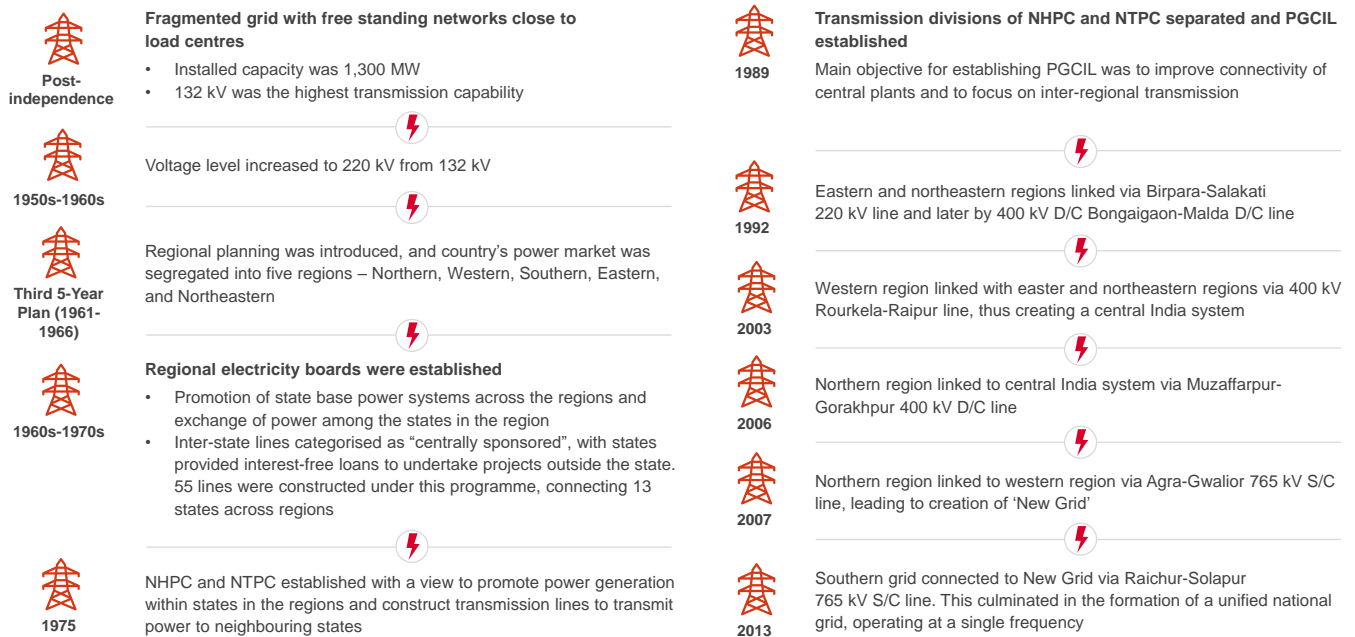 Post-
independence
Fragmented grid with free standing networks close to
load centres
• Installed capacity was 1,300 MW
• 132 kV was the highest transmission capability
1950s-1960s
Voltage level increased to 220 kV from 132 kV
Third 5-Year
Plan (1961-
1966)
Regional planning was introduced, and country's power market was
segregated into five regions – Northern, Western, Southern, Eastern,
and Northeastern
1960s-1970s
Regional electricity boards were established
• Promotion of state base power systems across the regions and
exchange of power among the states in the region
• Inter-state lines categorised as “centrally sponsored”, with states
provided interest-free loans to undertake projects outside the state.
55 lines were constructed under this programme, connecting 13
states across regions
1975
NHPC and NTPC established with a view to promote power generation
within states in the regions and construct transmission lines to transmit
power to neighbouring states
1989
Transmission divisions of NHPC and NTPC separated and PGCIL
established
Main objective for establishing PGCIL was to improve connectivity of
central plants and to focus on inter-regional transmission
1992
Eastern and northeastern regions linked via Birpara-Salakati
220 kV line and later by 400 kV D/C Bongaigaon-Malda D/C line
2003
Western region linked with easter and northeastern regions via 400 kV
Rourkela-Raipur line, thus creating a central India system
2006
Northern region linked to central India system via Muzaffarpur-
Gorakhpur 400 kV D/C line
2007
Northern region linked to western region via Agra-Gwalior 765 kV S/C
line, leading to creation of ‘New Grid’
2013
Southern grid connected to New Grid via Raichur-Solapur
765 kV S/C line. This culminated in the formation of a unified national
grid, operating at a single frequency